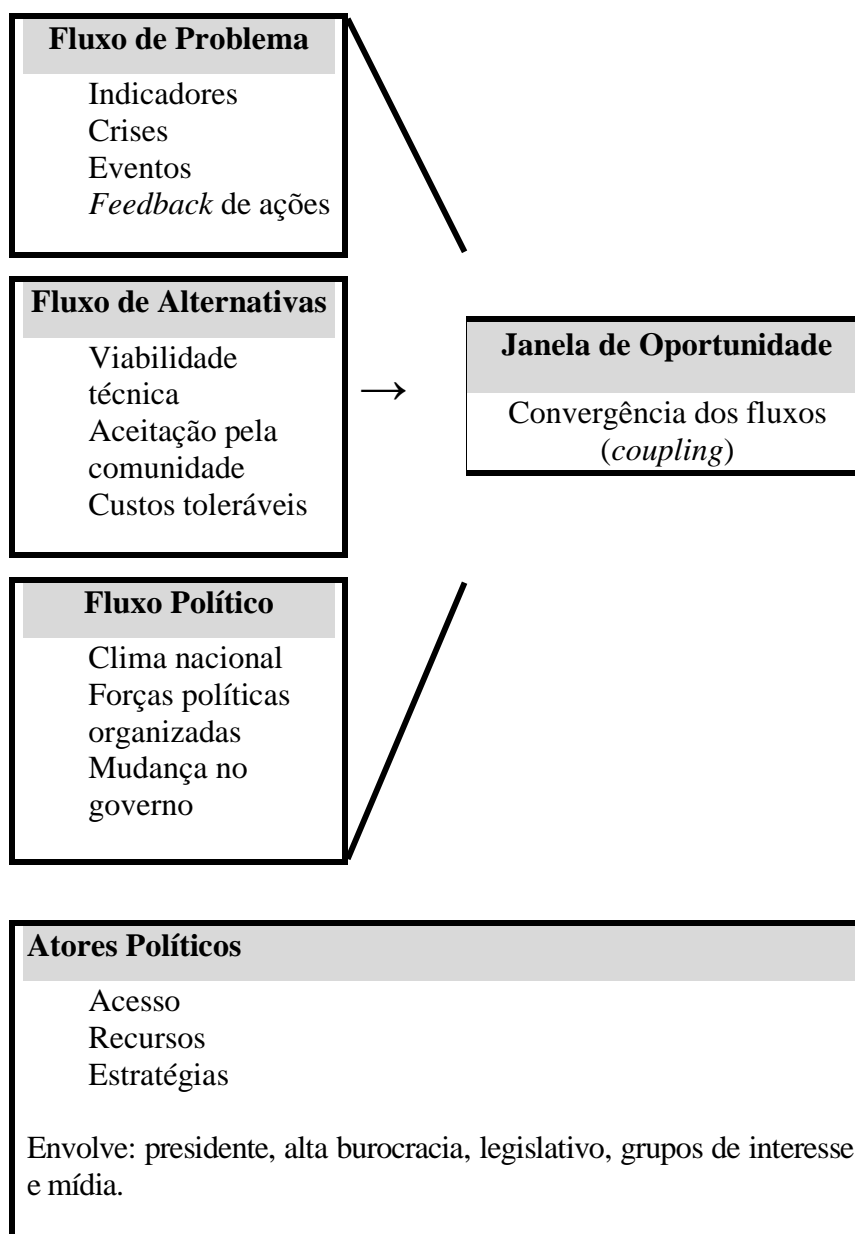 Fluxo de Problema
Indicadores
Crises
Eventos
Feedback de ações
Fluxo de Alternativas
Viabilidade
técnica
Aceitação pela
comunidade
Custos toleráveis
→
Janela de Oportunidade
Convergência dos fluxos
(coupling)
Fluxo Político
Clima nacional
Forças políticas
organizadas
Mudança no
governo
Atores Políticos
Acesso
Recursos
Estratégias
Envolve: presidente, alta burocracia, legislativo, grupos de interesse
e mídia.